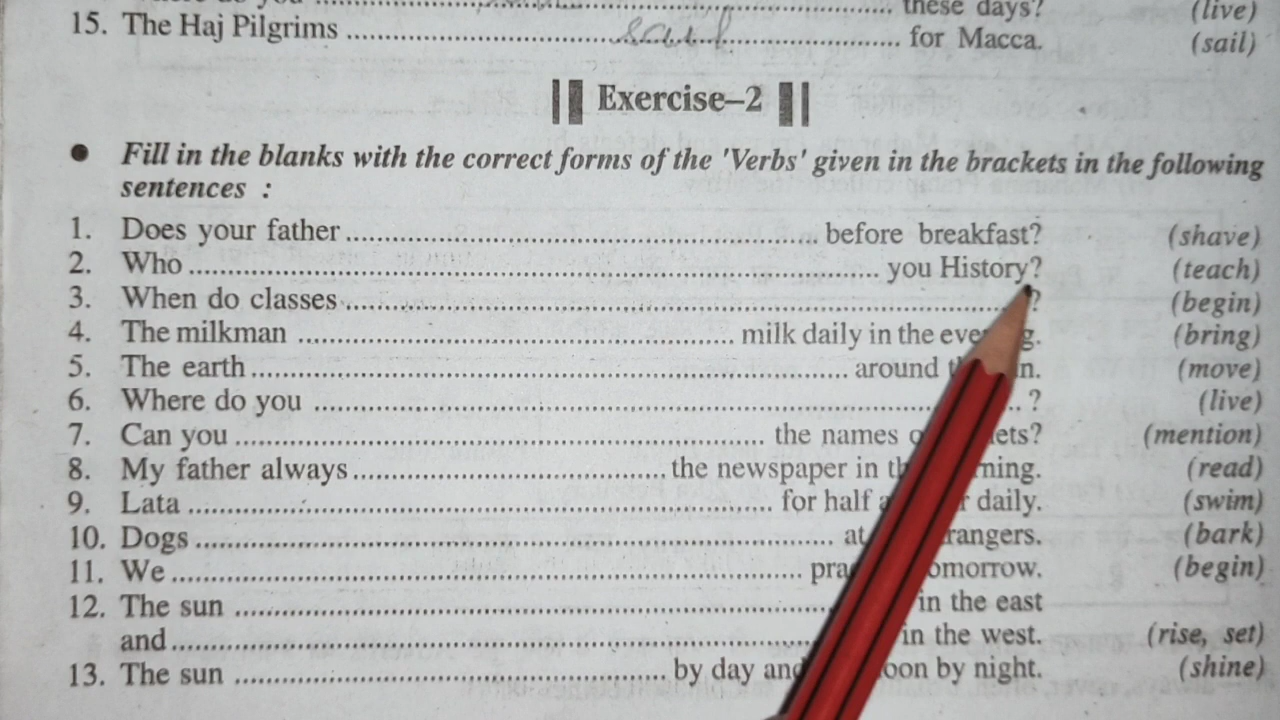 these days? (live)
15. The Haj Pilgrims ........................ sail ........................ for Macca. (sail)
Exercise–2
● Fill in the blanks with the correct forms of the 'Verbs' given in the brackets in the following
sentences :
1. Does your father ........................ before breakfast? (shave)
2. Who ........................ you History? (teach)
3. When do classes ........................ ? (begin)
4. The milkman ........................ milk daily in the (bring)
5. The earth ........................ around (move)
6. Where do you ........................ ? (live)
7. Can you ........................ the names (mention)
8. My father always ........................ the newspaper in (read)
9. Lata ........................ for half daily. (swim)
10. Dogs ........................ at (bark)
11. We ........................ (begin)
12. The sun ........................ in the east
and ........................ in the west. (rise, set)
13. The sun ........................ by day and by night. (shine)